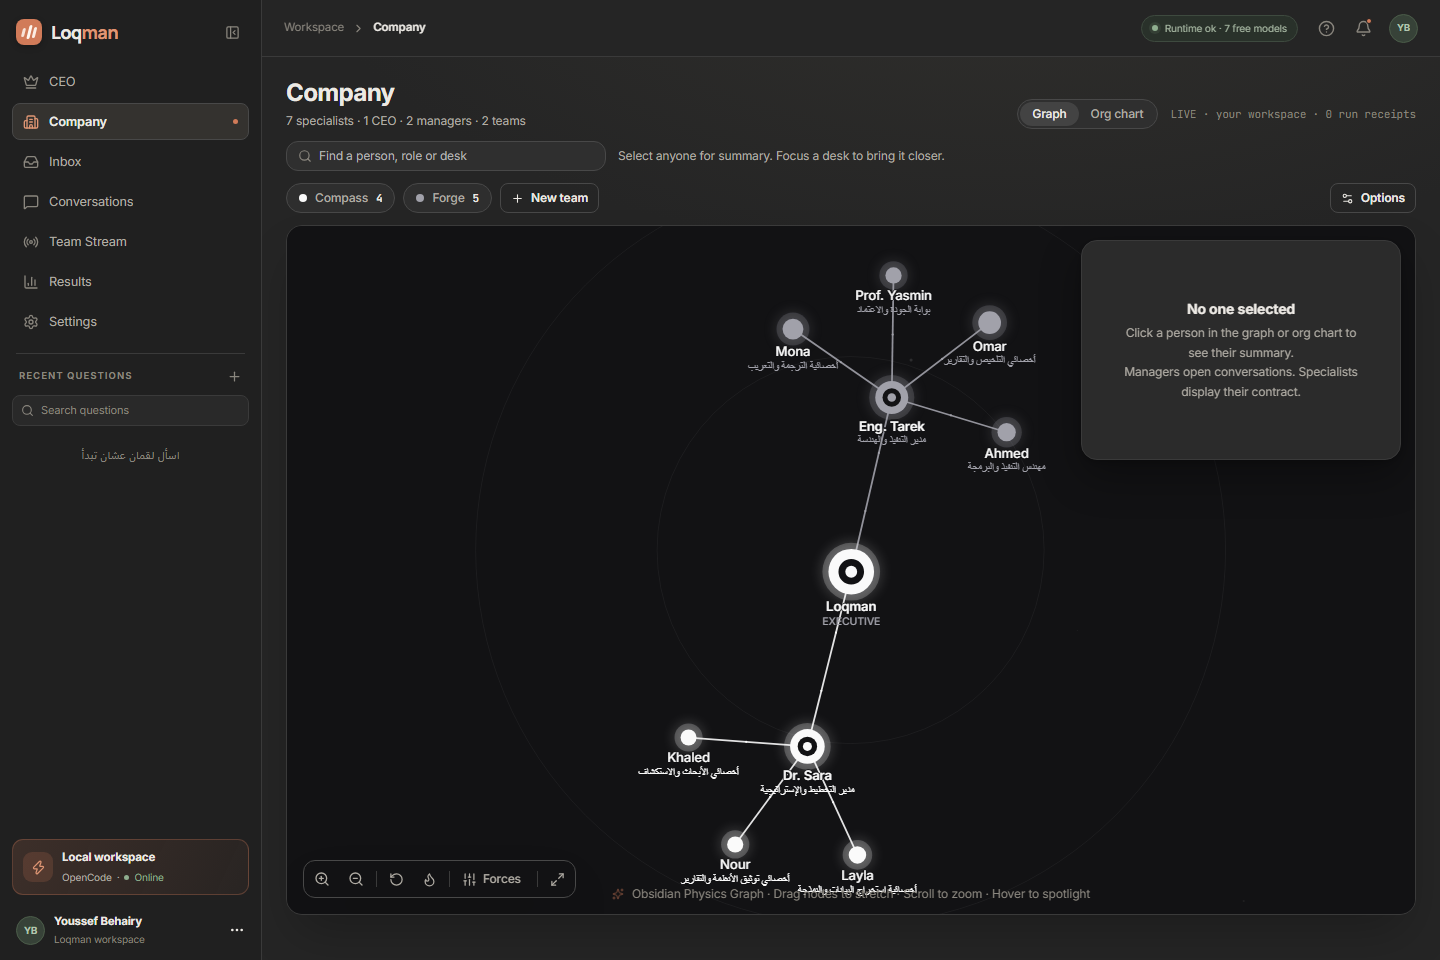 Loqman
CEO
Company
Inbox
Conversations
Team Stream
Results
Settings
RECENT QUESTIONS
Search questions
اسأل لقمان عشان تبدأ
Local workspace
OpenCode · Online
YB
Youssef Behairy
Loqman workspace
Workspace > Company
Runtime ok · 7 free models
YB
Company
7 specialists · 1 CEO · 2 managers · 2 teams
Graph
Org chart
LIVE · your workspace · 0 run receipts
Find a person, role or desk
Select anyone for summary. Focus a desk to bring it closer.
Compass 4
Forge 5
+ New team
Options
No one selected
Click a person in the graph or org chart to
see their summary.
Managers open conversations. Specialists
display their contract.
Prof. Yasmin
بوابة الجودة والاعتماد
Mona
أخصائية الترجمة والتعريب
Omar
أخصائي التلخيص والتقارير
Eng. Tarek
مدير التنفيذ والهندسة
Ahmed
مهندس التنفيذ والبرمجة
Loqman
EXECUTIVE
Khaled
أخصائي الأبحاث والاستكشاف
Dr. Sara
مدير التخطيط والإستراتيجية
Nour
أخصائي توثيق الأنظمة والتقارير
Layla
أخصائية استخراج البيانات والنمذجة
Forces
Obsidian Physics Graph · Drag nodes to stretch · Scroll to zoom · Hover to spotlight